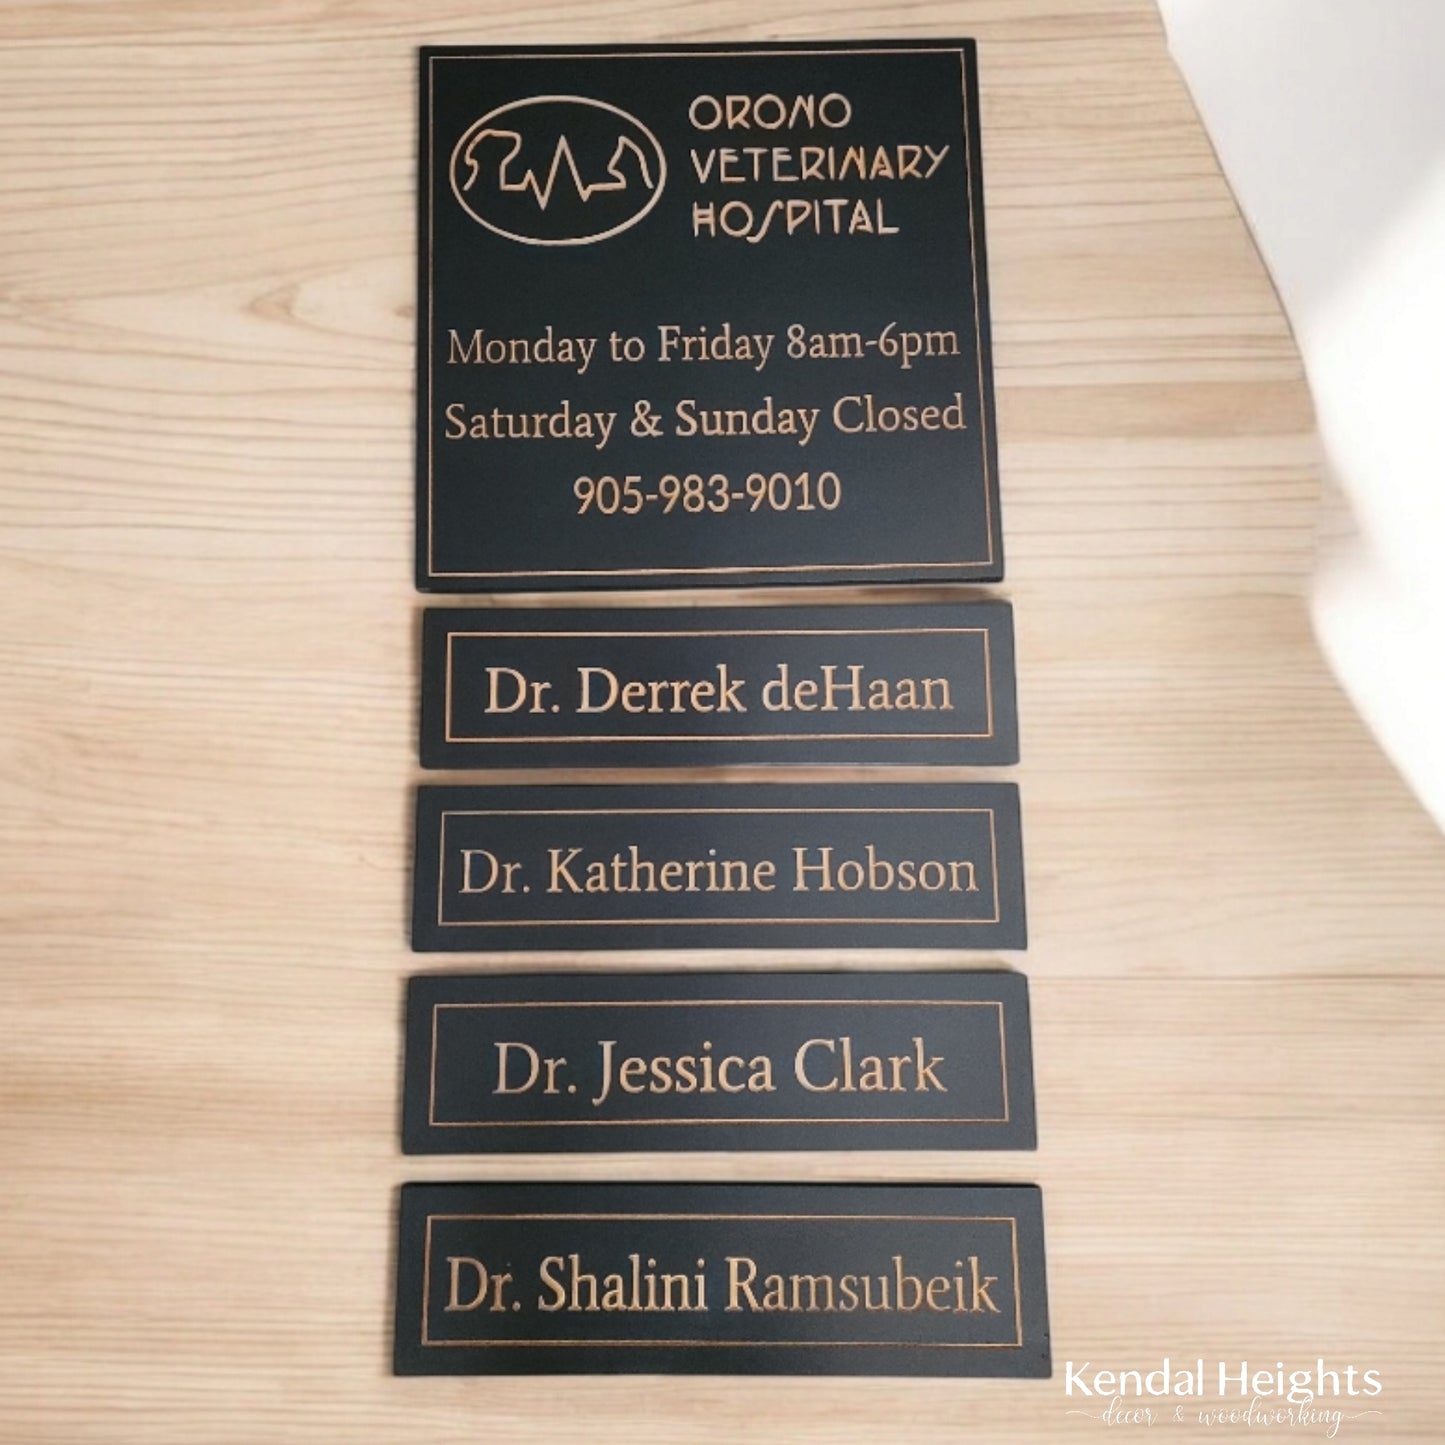 ORONO
VETERINARY
HOSPITAL
Monday to Friday 8am-6pm
Saturday & Sunday Closed
905-983-9010
Dr. Derrek deHaan
Dr. Katherine Hobson
Dr. Jessica Clark
Dr. Shalini Ramsubeik
Kendal Heights
decor & woodworking